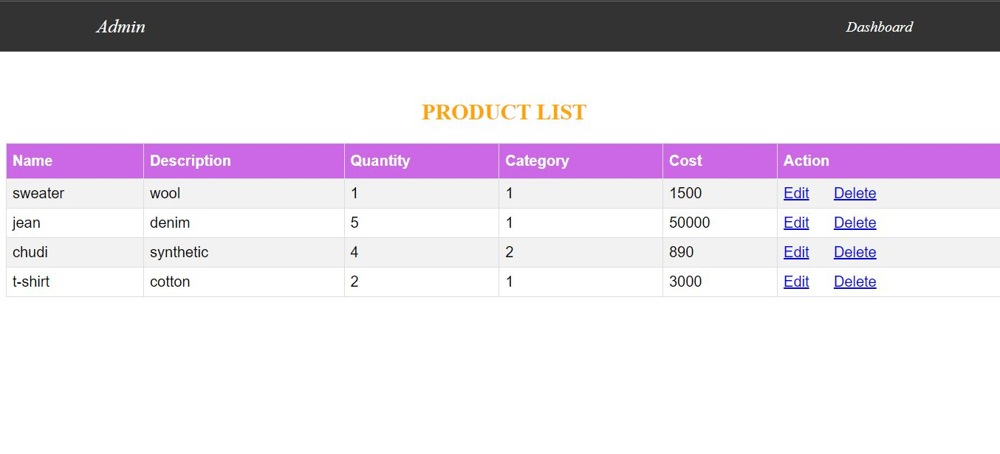 Admin Dashboard
PRODUCT LIST
Name Description Quantity Category Cost Action
sweater wool 1 1 1500 Edit Delete
jean denim 5 1 50000 Edit Delete
chudi synthetic 4 2 890 Edit Delete
t-shirt cotton 2 1 3000 Edit Delete